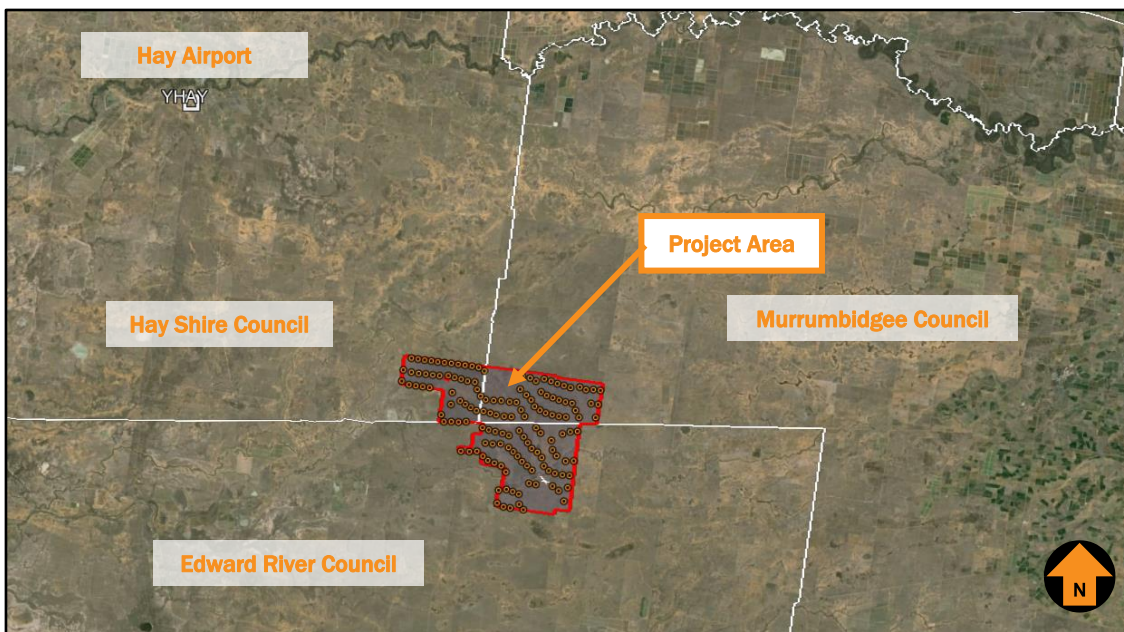 Hay Airport
YHAY
Project Area
Hay Shire Council
Murrumbidgee Council
Edward River Council
N